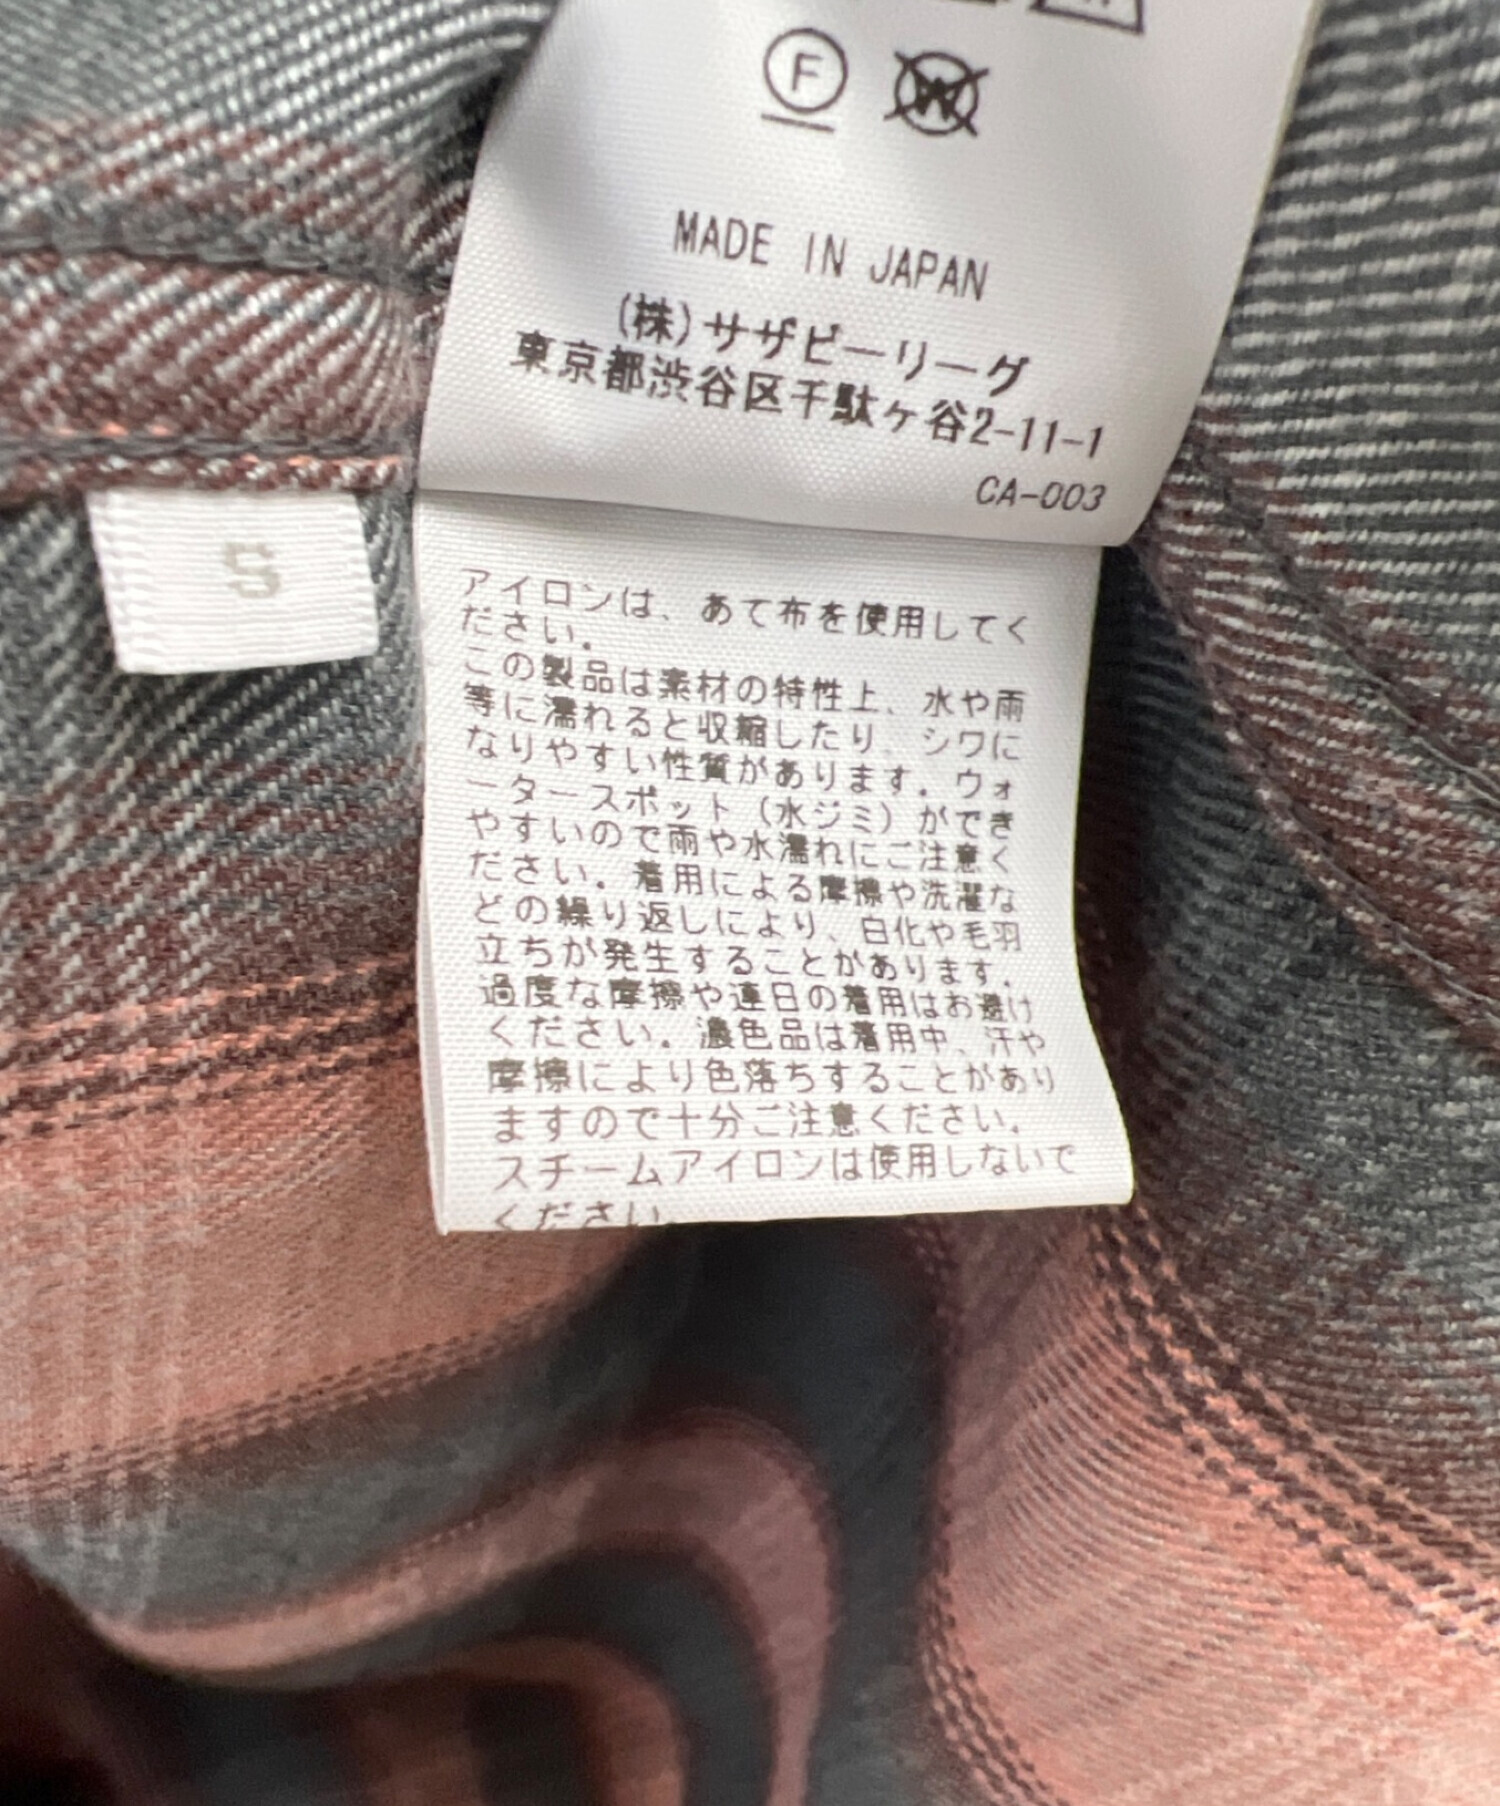 F W
MADE IN JAPAN
(株)サザビーリーグ
東京都渋谷区千駄ヶ谷2-11-1
CA-003
S
アイロンは、あて布を使用してく
ださい。
この製品は素材の特性上、水や雨
等に濡れると収縮したり、シワに
なりやすい性質があります。ウォ
ータースポット(水ジミ)ができ
やすいので雨や水濡れにご注意く
ださい。着用による摩擦や洗濯な
どの繰り返しにより、白化や毛羽
立ちが発生することがあります。
過度な摩擦や連日の着用はお避け
ください。濃色品は着用中、汗や
摩擦により色落ちすることがあり
ますので十分ご注意ください。
スチームアイロンは使用しないで
ください。